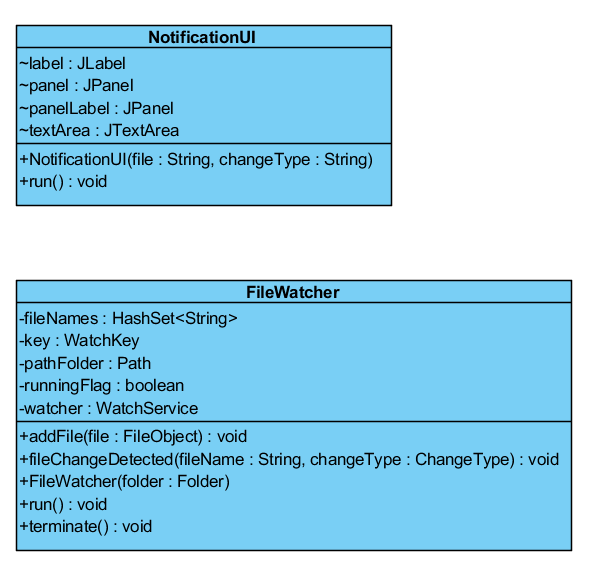 NotificationUI
~label : JLabel
~panel : JPanel
~panelLabel : JPanel
~textArea : JTextArea
+NotificationUI(file : String, changeType : String)
+run() : void
FileWatcher
-fileNames : HashSet<String>
-key : WatchKey
-pathFolder : Path
-runningFlag : boolean
-watcher : WatchService
+addFile(file : FileObject) : void
+fileChangeDetected(fileName : String, changeType : ChangeType) : void
+FileWatcher(folder : Folder)
+run() : void
+terminate() : void